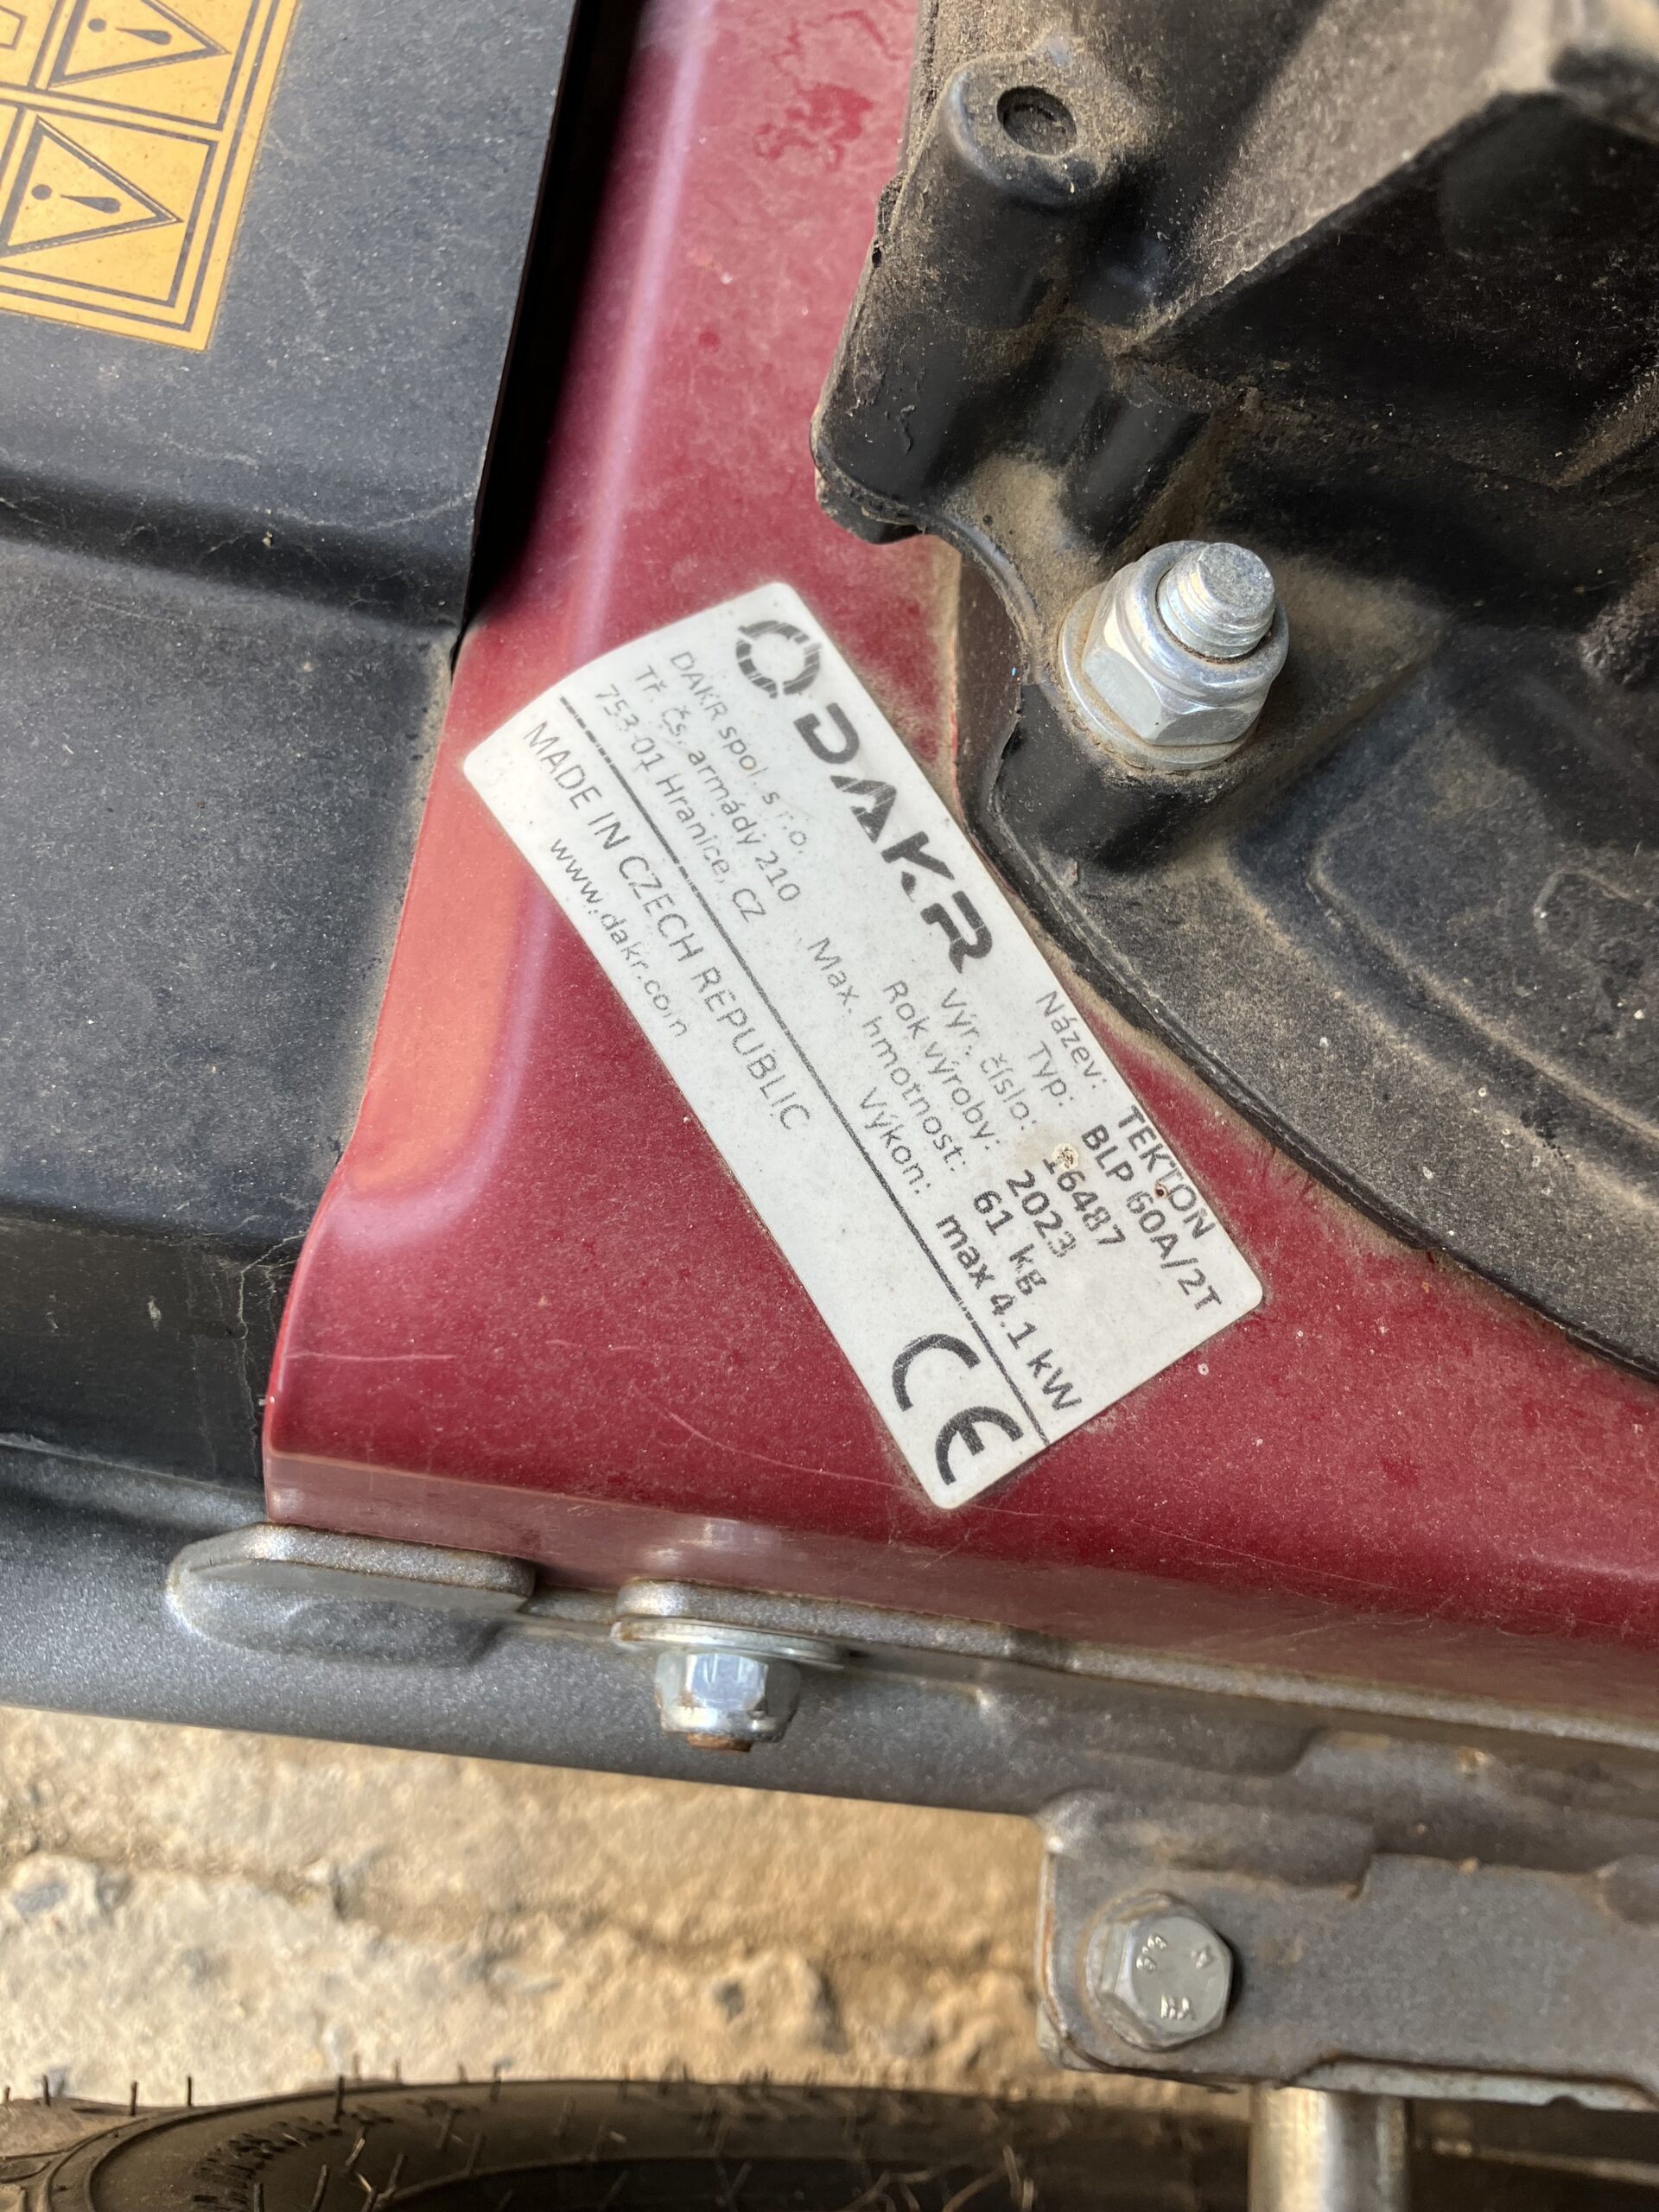 DAKR
DAKR spol. s r.o.
Tř. Čs. armády 210
753 01 Hranice, CZ
Název: TEKTON
Typ: BLP 60A/2T
Výr. číslo: 16487
Rok výroby: 2023
Max. hmotnost: 61 kg
Výkon: max 4.1 kW
MADE IN CZECH REPUBLIC
www.dakr.com
CE